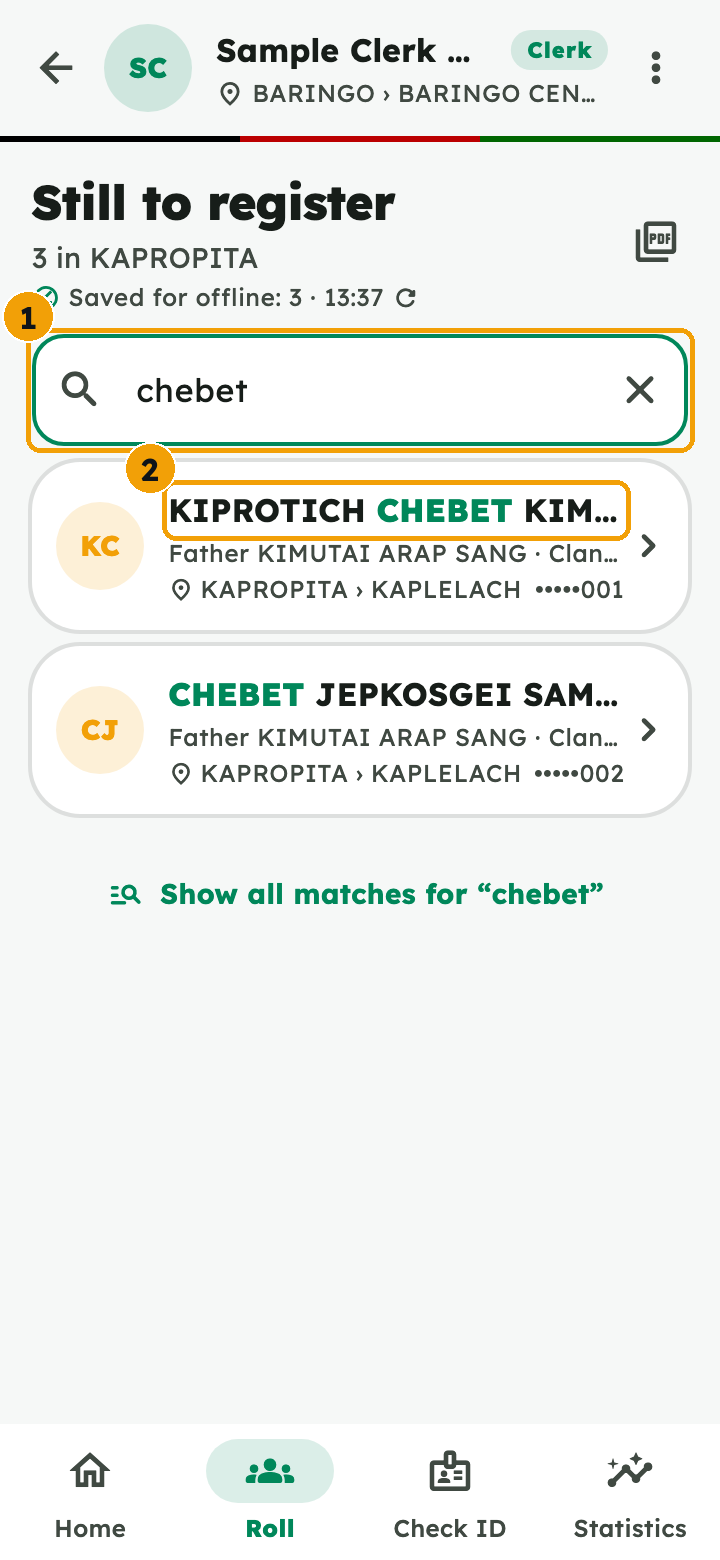 SC
Sample Clerk ...
Clerk
BARINGO › BARINGO CEN...
Still to register
3 in KAPROPITA
PDF
Saved for offline: 3 · 13:37
1
chebet
2
KC
KIPROTICH CHEBET KIM...
Father KIMUTAI ARAP SANG · Clan...
KAPROPITA › KAPLELACH •••••001
CJ
CHEBET JEPKOSGEI SAM...
Father KIMUTAI ARAP SANG · Clan...
KAPROPITA › KAPLELACH •••••002
Show all matches for “chebet”
Home
Roll
Check ID
Statistics